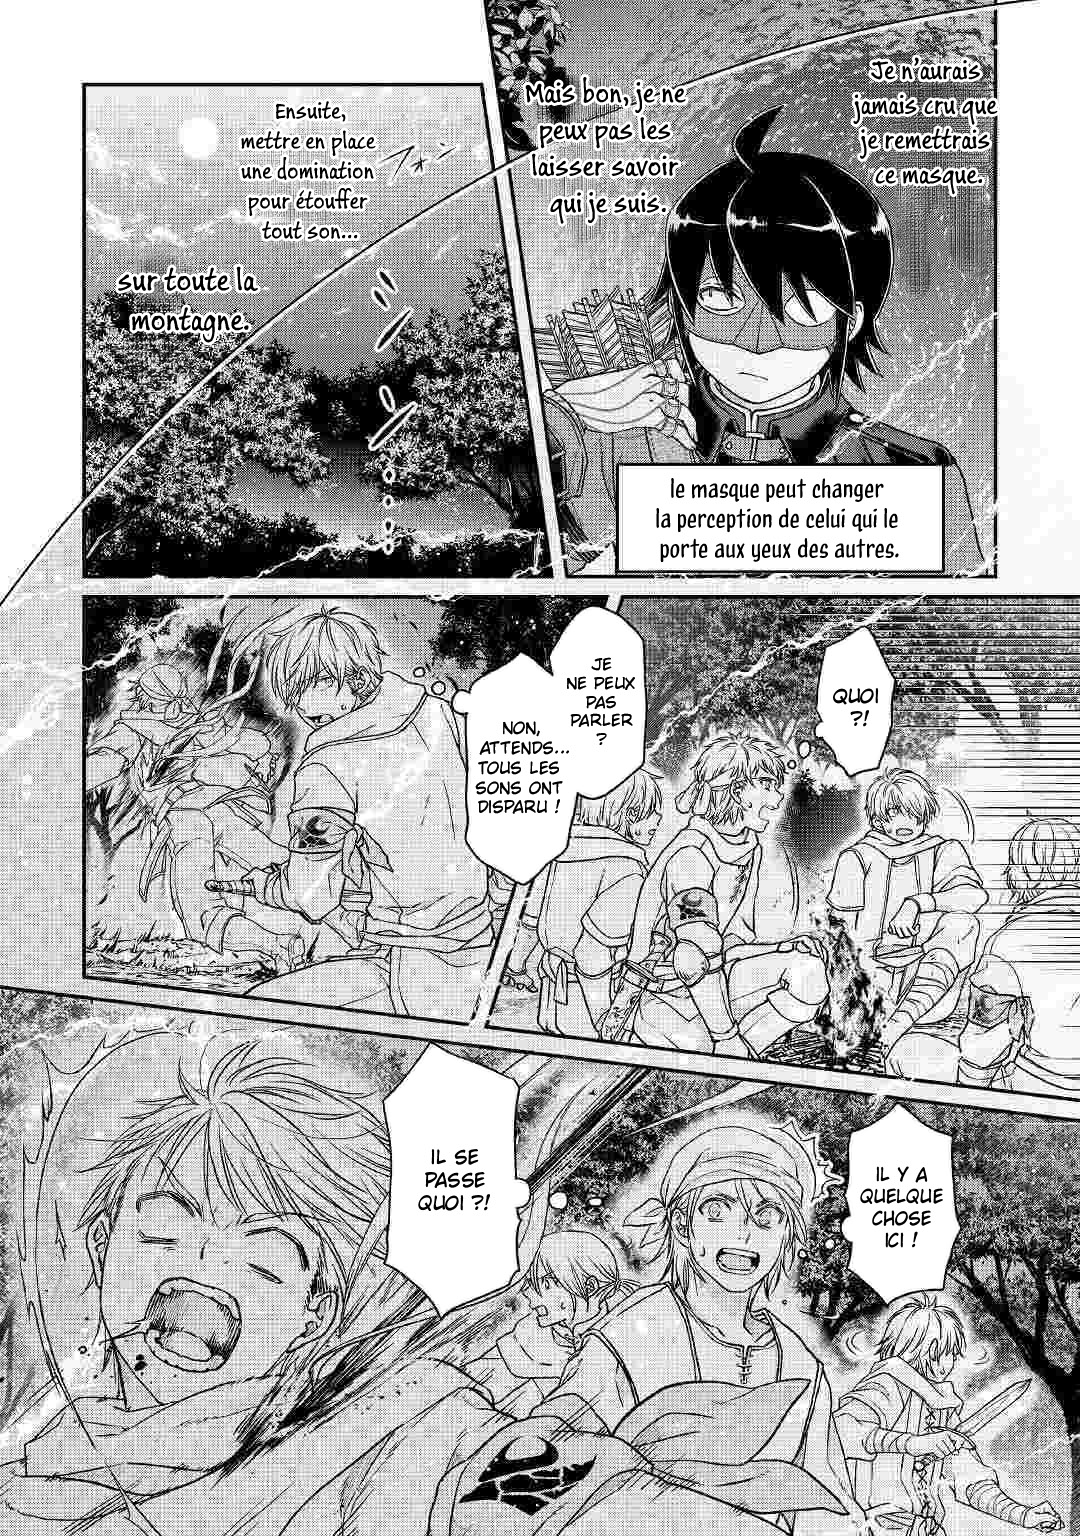 Je n'aurais
jamais cru que
je remettrais
ce masque.
Mais bon, je ne
peux pas les
laisser savoir
qui je suis.
le masque peut changer
la perception de celui qui le
porte aux yeux des autres.
Ensuite,
mettre en place
une domination
pour étouffer
tout son...
sur toute la
montagne.
フォン
QUOI
?!
JE
NE PEUX
PAS
PARLER
?
NON,
ATTENDS...
TOUS LES
SONS ONT
DISPARU !
IL Y A
QUELQUE
CHOSE
ICI !
IL SE
PASSE
QUOI ?!